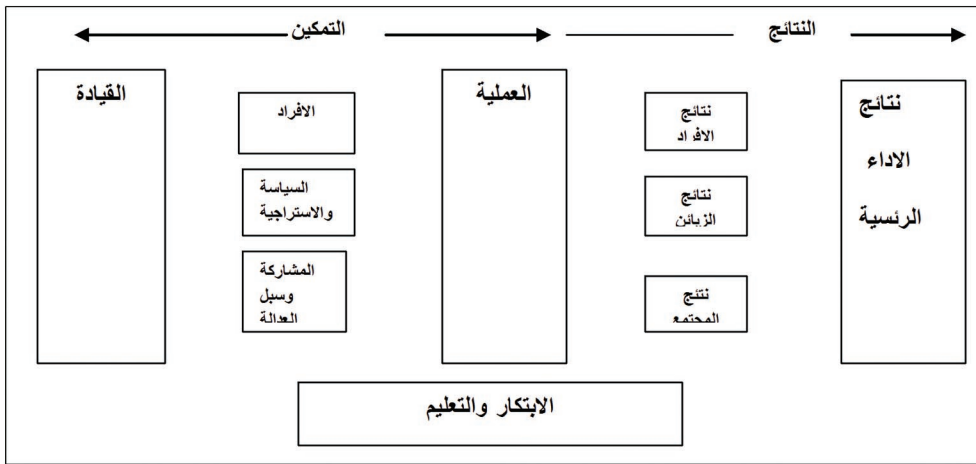 التمكين
النتائج
القيادة
الافراد
السياسة
والاستراجية
المشاركة
وسبل
العدالة
العملية
نتائج
الافراد
نتائج
الزبائن
نتئج
المجتمع
نتائج
الاداء
الرئسية
الابتكار والتعليم